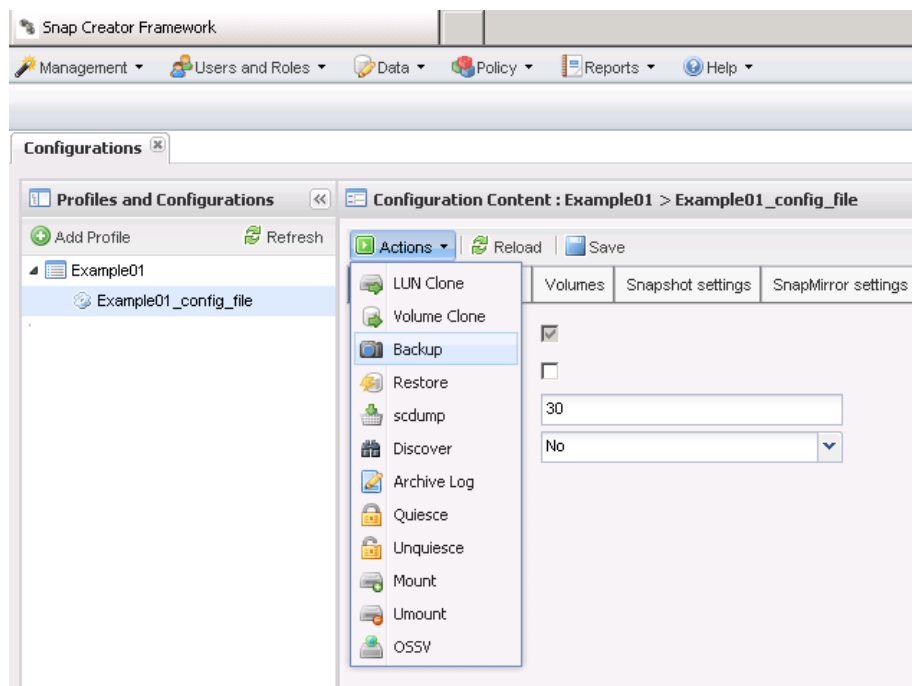 Snap Creator Framework
Management Users and Roles Data Policy Reports Help
Configurations
Profiles and Configurations
Configuration Content : Example01 > Example01_config_file
Add Profile Refresh
Actions Reload Save
Example01
Example01_config_file
Volumes Snapshot settings SnapMirror settings
LUN Clone
Volume Clone
Backup
Restore
scdump
Discover
Archive Log
Quiesce
Unquiesce
Mount
Umount
OSSV
30
No